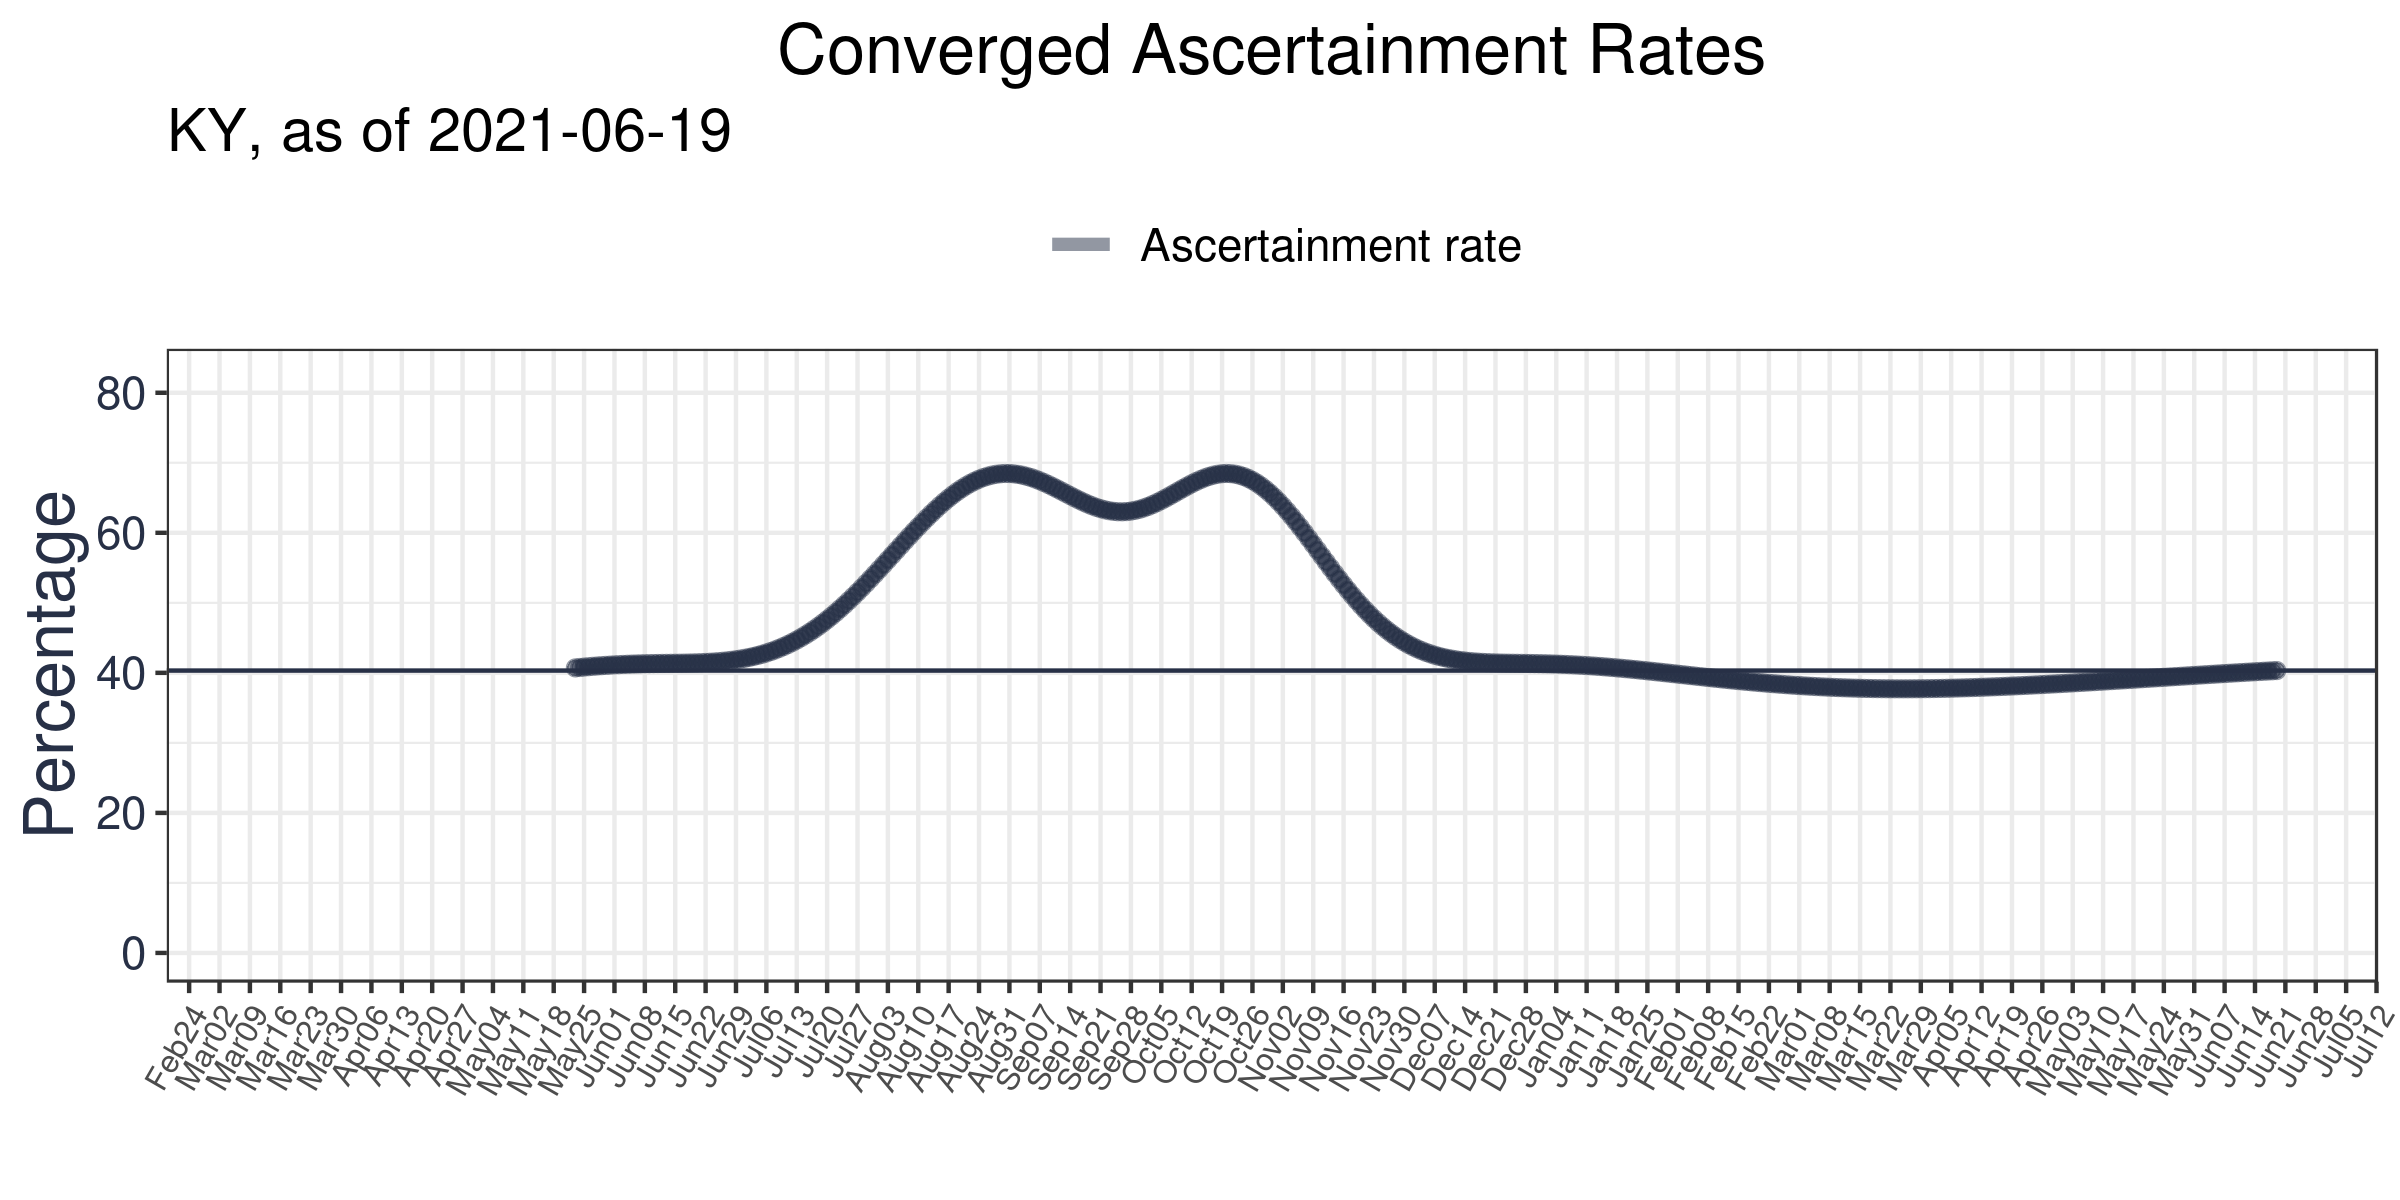 Converged Ascertainment Rates
KY, as of 2021-06-19
Ascertainment rate
Percentage
80
60
40
20
0
Feb24
Mar02
Mar09
Mar16
Mar23
Mar30
Apr06
Apr13
Apr20
Apr27
May04
May11
May18
May25
Jun01
Jun08
Jun15
Jun22
Jun29
Jul06
Jul13
Jul20
Jul27
Aug03
Aug10
Aug17
Aug24
Aug31
Sep07
Sep14
Sep21
Sep28
Oct05
Oct12
Oct19
Oct26
Nov02
Nov09
Nov16
Nov23
Nov30
Dec07
Dec14
Dec21
Dec28
Jan04
Jan11
Jan18
Jan25
Feb01
Feb08
Feb15
Feb22
Mar01
Mar08
Mar15
Mar22
Mar29
Apr05
Apr12
Apr19
Apr26
May03
May10
May17
May24
May31
Jun07
Jun14
Jun21
Jun28
Jul05
Jul12